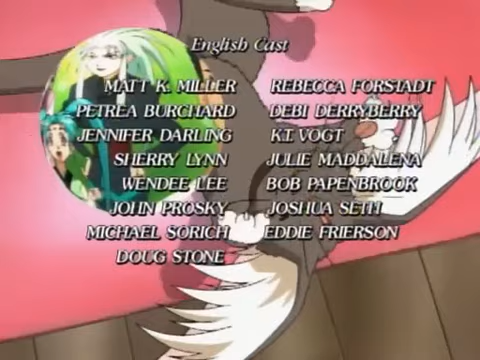 English Cast
MATT K. MILLER REBECCA FORSTADT
PETREA BURCHARD DEBI DERRYBERRY
JENNIFER DARLING K.T. VOGT
SHERRY LYNN JULIE MADDALENA
WENDEE LEE BOB PAPENBROOK
JOHN PROSKY JOSHUA SETH
MICHAEL SORICH EDDIE FRIERSON
DOUG STONE